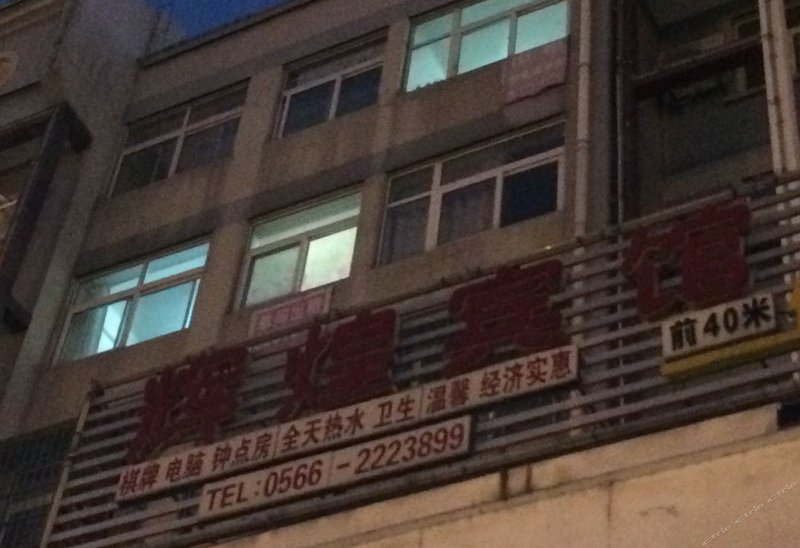 辉煌宾馆
前40米
棋牌 电脑 钟点房 全天热水 卫生 温馨 经济实惠
TEL:0566-2223899